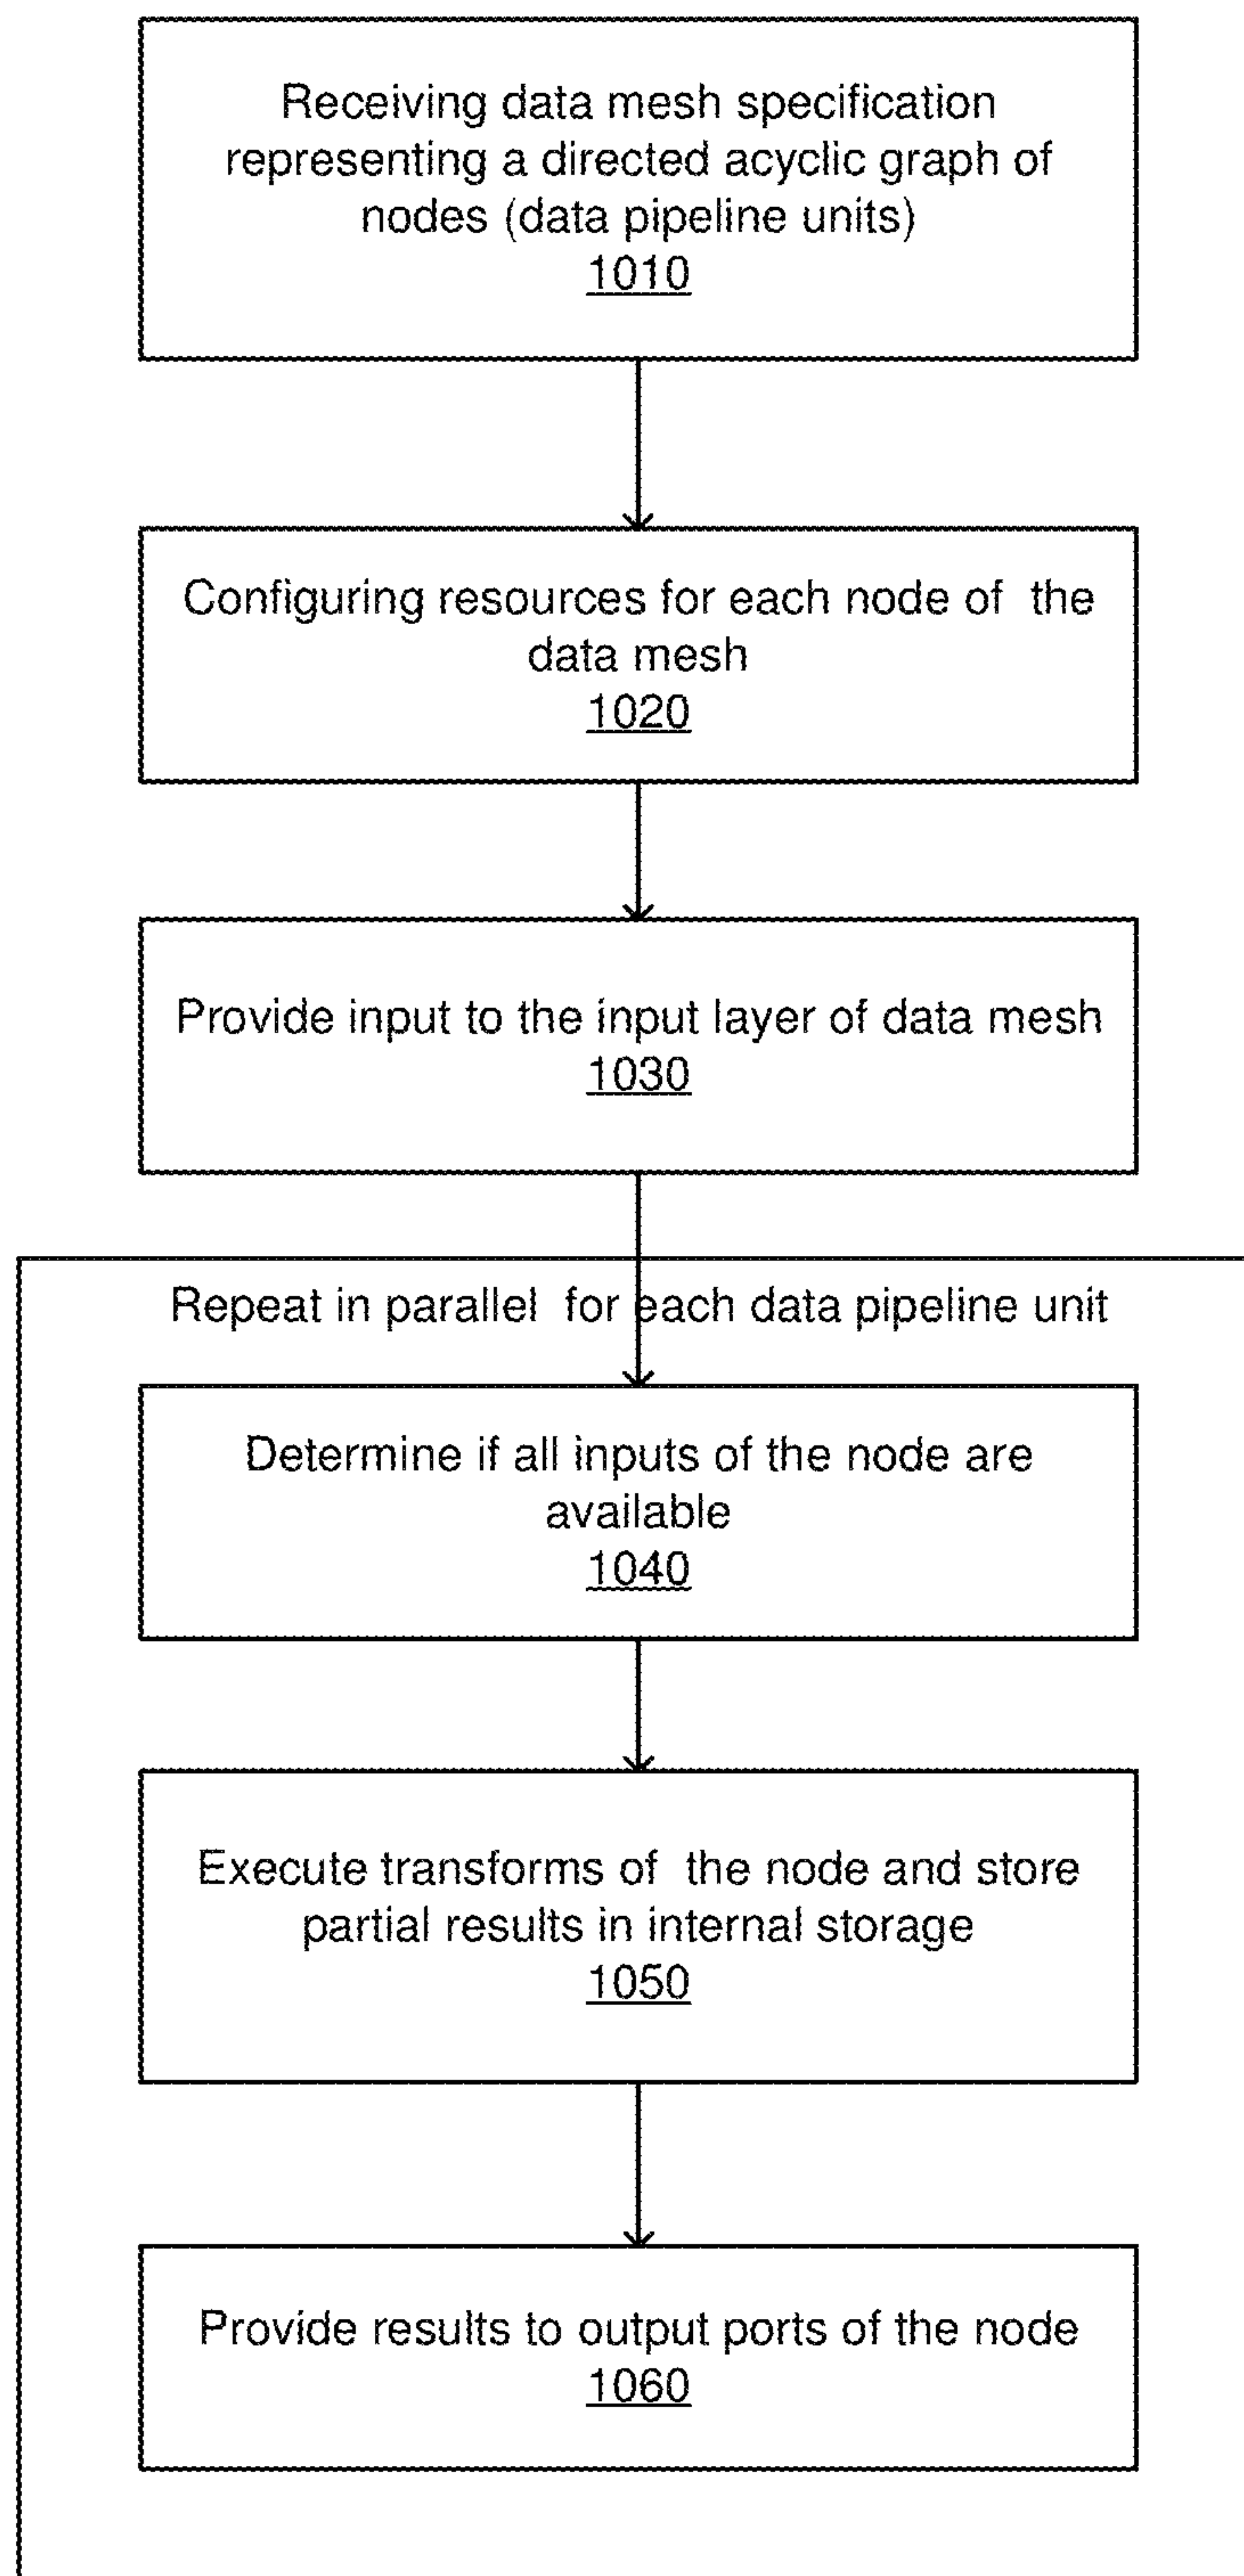 Receiving data mesh specification
representing a directed acyclic graph of
nodes (data pipeline units)
1010
Configuring resources for each node of the
data mesh
1020
Provide input to the input layer of data mesh
1030
Repeat in parallel for each data pipeline unit
Determine if all inputs of the node are
available
1040
Execute transforms of the node and store
partial results in internal storage
1050
Provide results to output ports of the node
1060